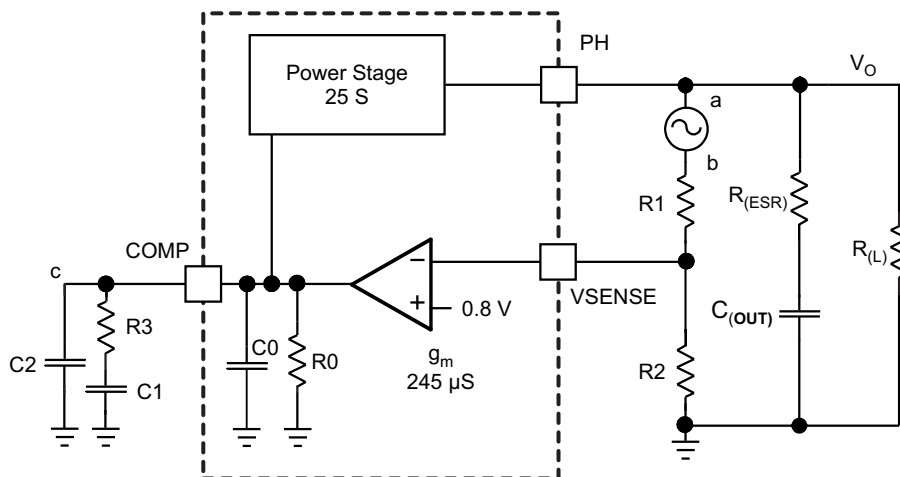 PH
Power Stage
25 S
V_O
a
b
R1
R_(ESR)
R_(L)
COMP
VSENSE
c
−
+
0.8 V
C_(OUT)
R3
C2
C1
C0
R0
g_m
245 µS
R2